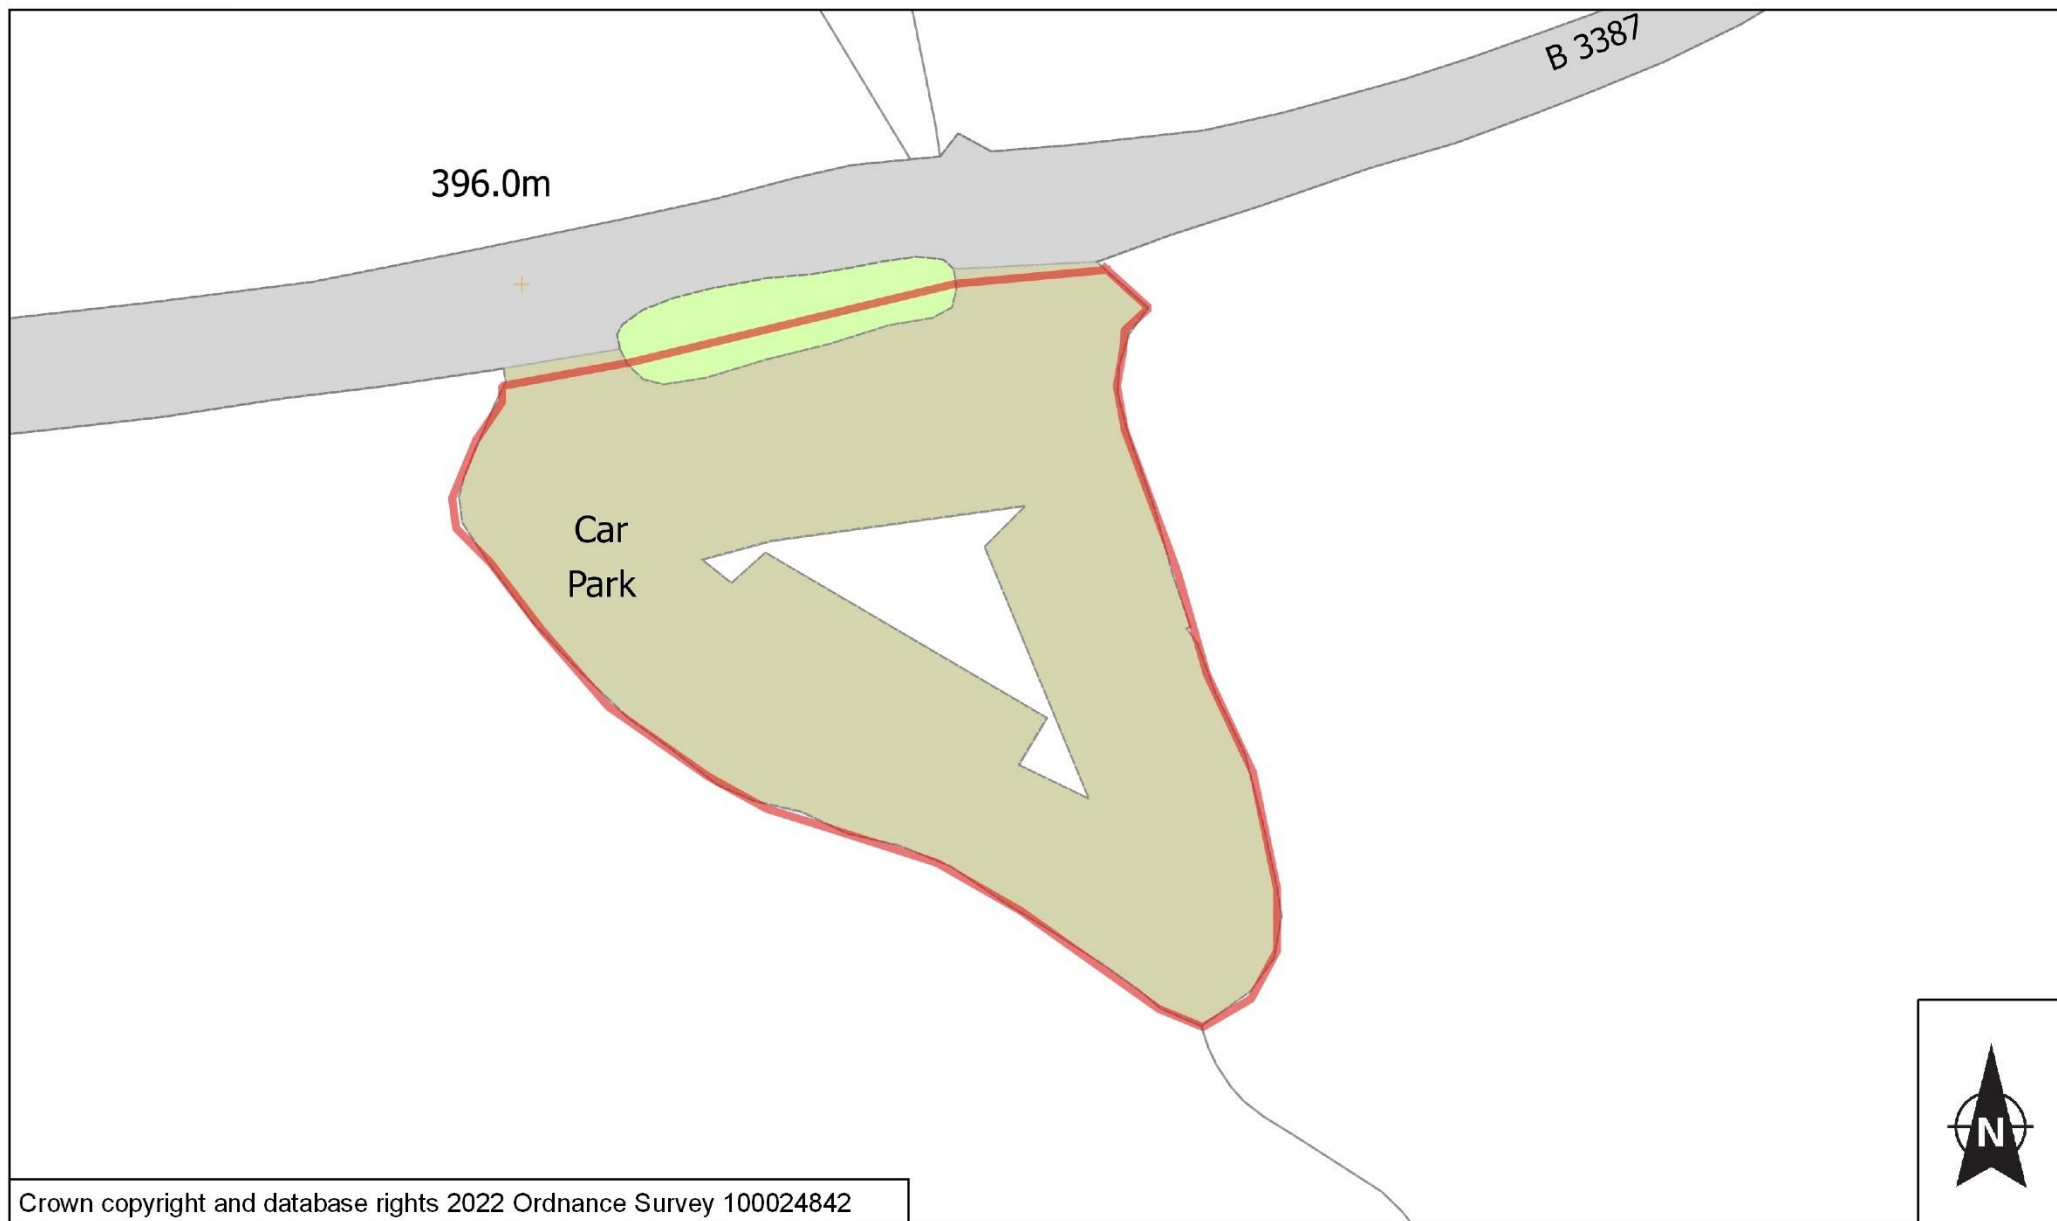 B 3387
396.0m
Car
Park
N
Crown copyright and database rights 2022 Ordnance Survey 100024842